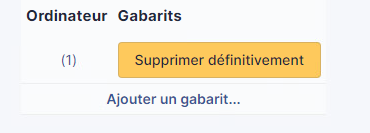 Ordinateur Gabarits
(1) Supprimer définitivement
Ajouter un gabarit...